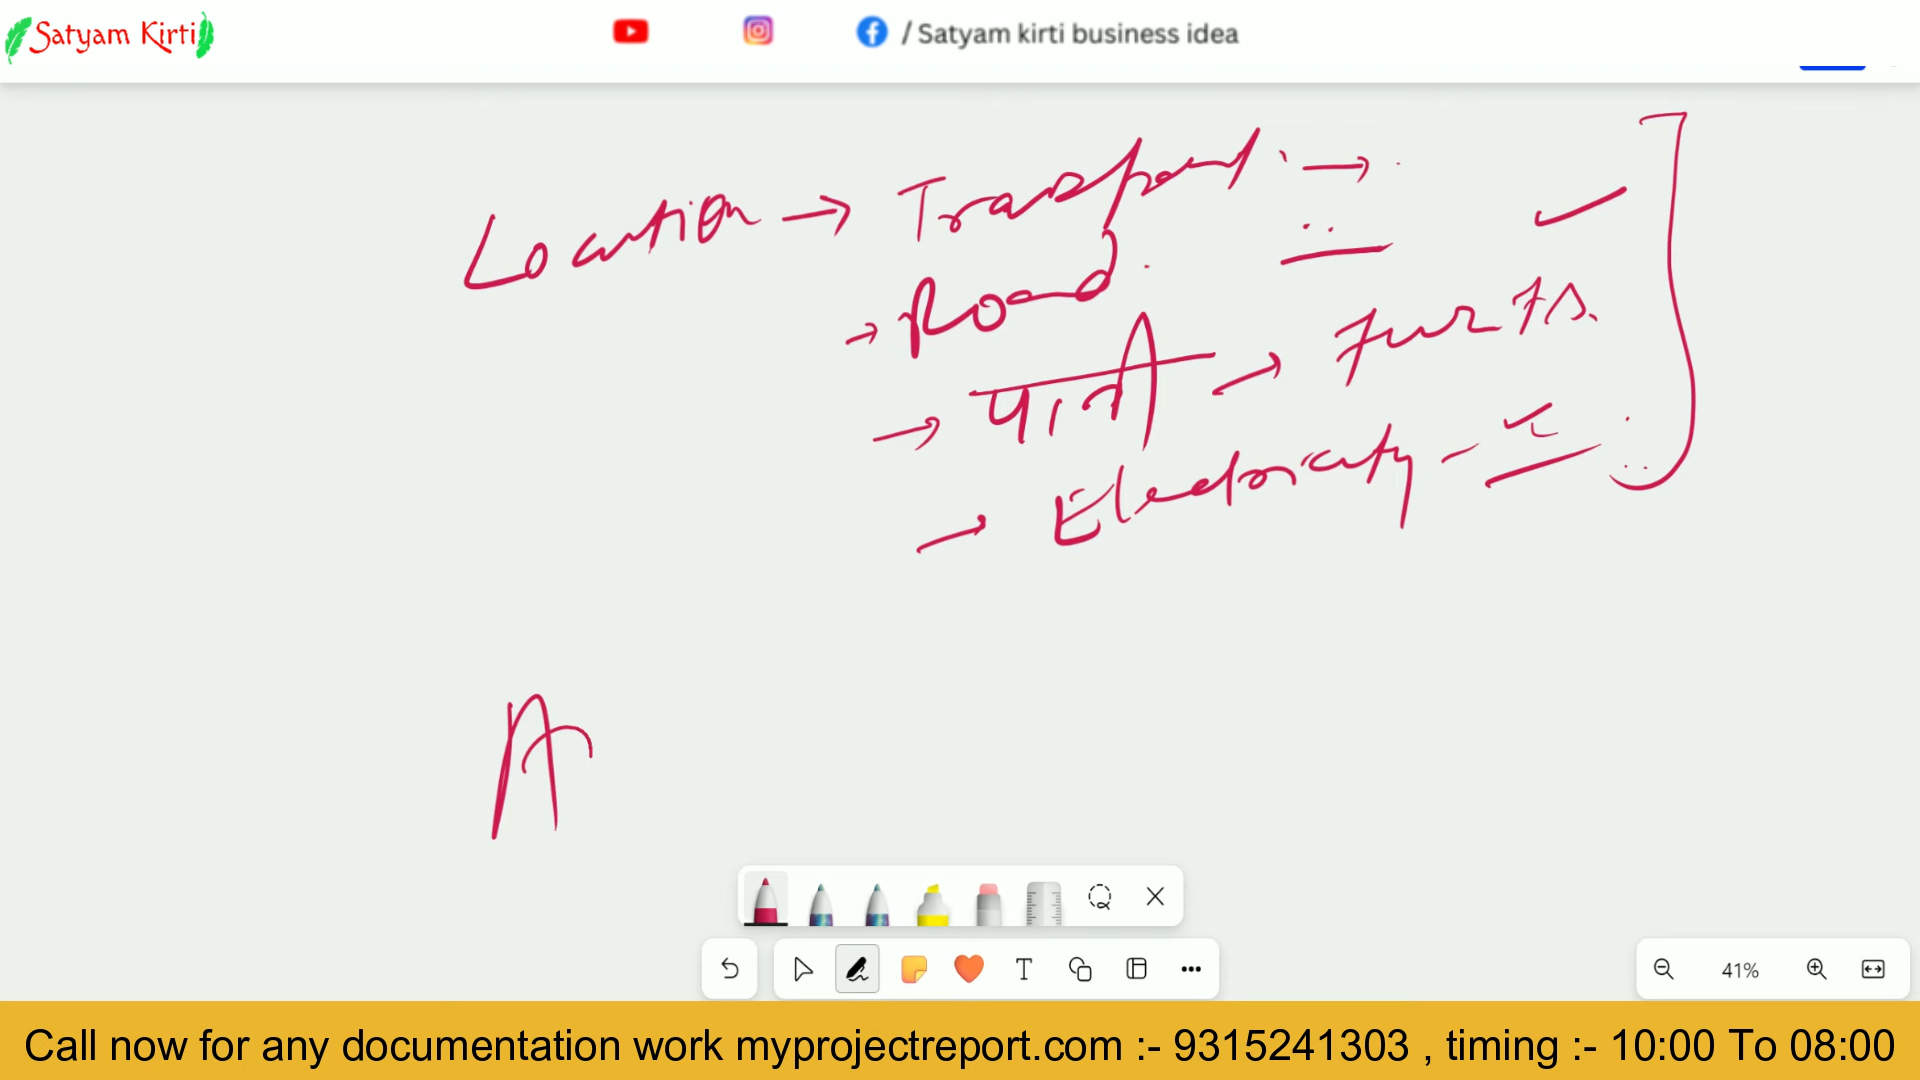 Satyam Kirti
/ Satyam kirti business idea
Location → Transport →
→ Road
→ पानी →
→ Electricity -
A
41%
Call now for any documentation work myprojectreport.com :- 9315241303 , timing :- 10:00 To 08:00